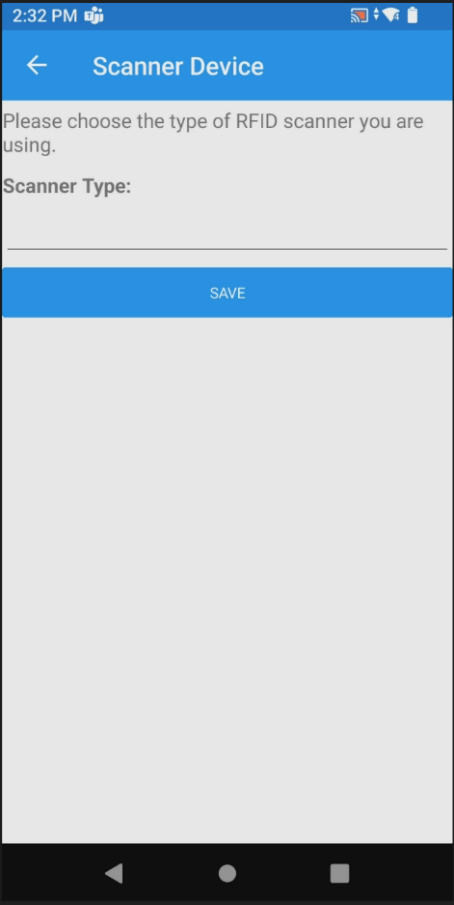 2:32 PM
Scanner Device
Please choose the type of RFID scanner you are
using.
Scanner Type:
SAVE